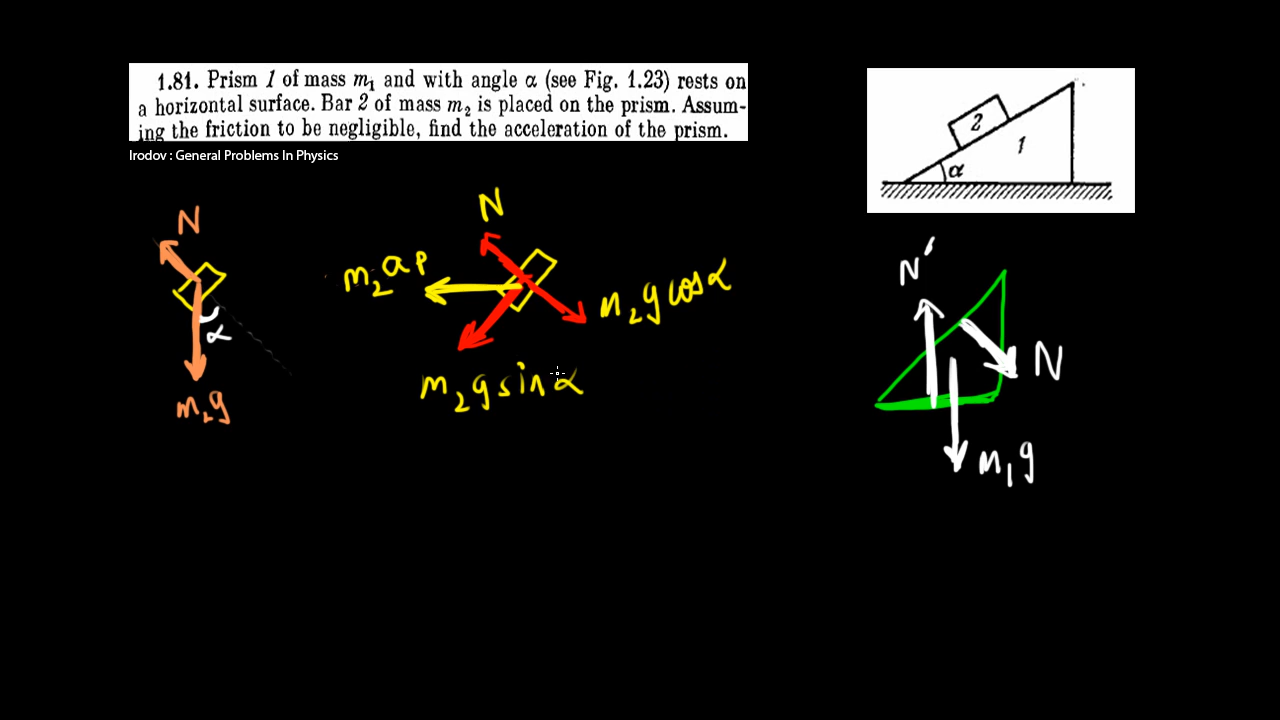 1.81. Prism 1 of mass m₁ and with angle α (see Fig. 1.23) rests on
a horizontal surface. Bar 2 of mass m₂ is placed on the prism. Assum-
ing the friction to be negligible, find the acceleration of the prism.
Irodov : General Problems In Physics
2
1
α
N
α
m₂g
N
m₂aₚ
m₂g cosα
m₂g sinα
N'
N
m₁g